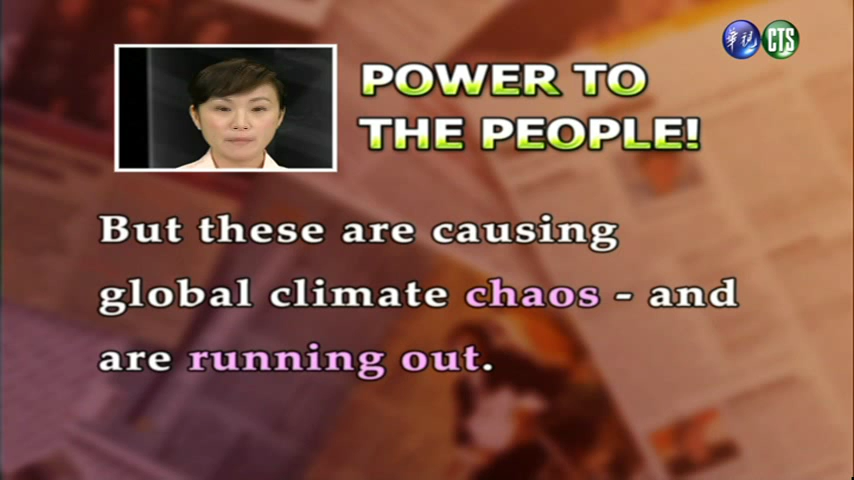 華視 CTS
POWER TO
THE PEOPLE!
But these are causing
global climate chaos - and
are running out.